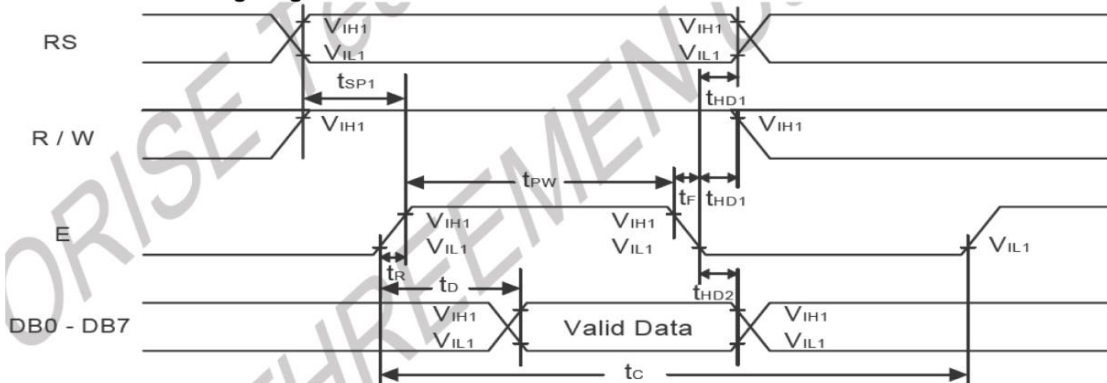 RS
VIH1
VIL1
VIH1
VIL1
tSP1
tHD1
R / W
VIH1
VIH1
tPW
tF
tHD1
E
VIH1
VIL1
VIH1
VIL1
VIL1
tR
tD
tHD2
DB0 - DB7
VIH1
VIL1
Valid Data
VIH1
VIL1
tC